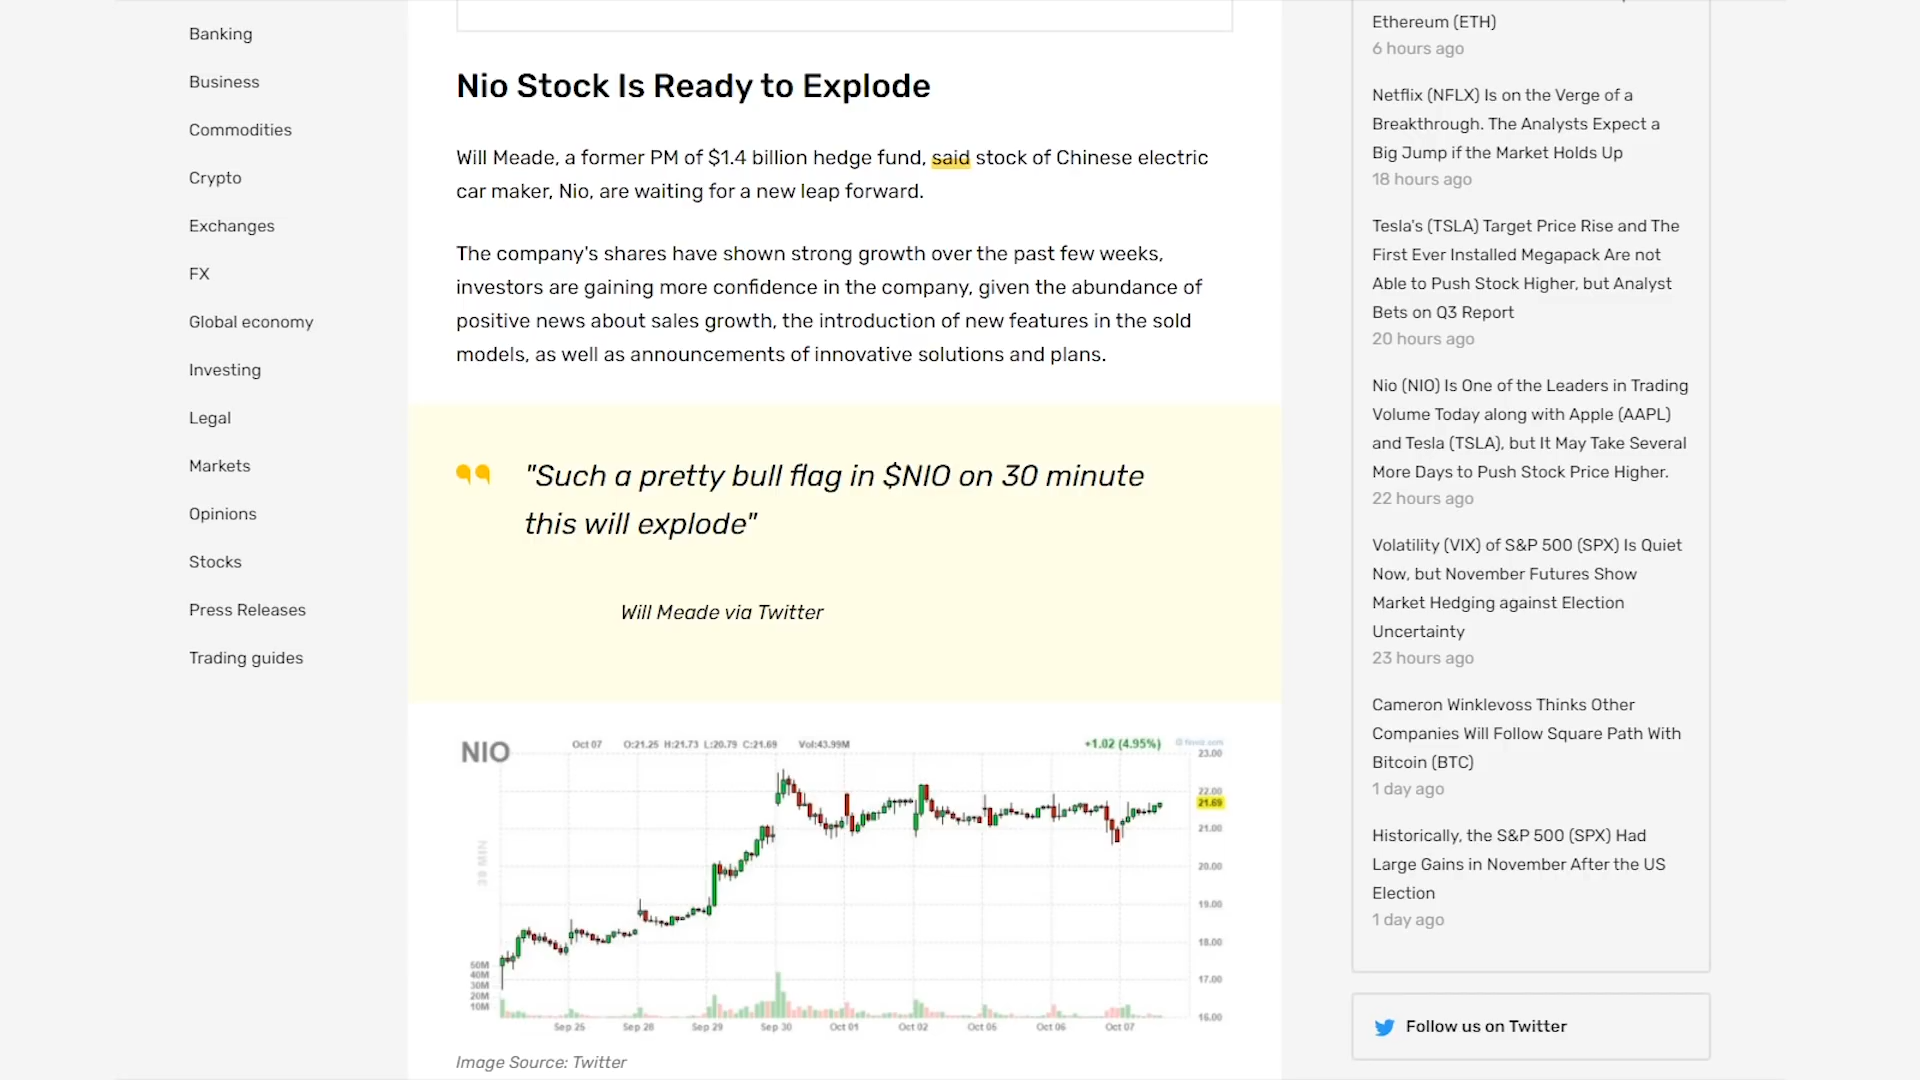 Banking
Business
Commodities
Crypto
Exchanges
FX
Global economy
Investing
Legal
Markets
Opinions
Stocks
Press Releases
Trading guides
Nio Stock Is Ready to Explode
Will Meade, a former PM of $1.4 billion hedge fund, said stock of Chinese electric
car maker, Nio, are waiting for a new leap forward.
The company's shares have shown strong growth over the past few weeks,
investors are gaining more confidence in the company, given the abundance of
positive news about sales growth, the introduction of new features in the sold
models, as well as announcements of innovative solutions and plans.
"Such a pretty bull flag in $NIO on 30 minute
this will explode"
Will Meade via Twitter
NIO
Oct 07 O:21.25 H:21.73 L:20.79 C:21.69 Vol:43.99M
+1.02 (4.95%)
23.00
22.00
21.69
21.00
20.00
19.00
18.00
17.00
16.00
30 MIN
50M
40M
30M
20M
10M
Sep 25 Sep 28 Sep 29 Sep 30 Oct 01 Oct 02 Oct 05 Oct 06 Oct 07
Image Source: Twitter
Ethereum (ETH)
6 hours ago
Netflix (NFLX) Is on the Verge of a
Breakthrough. The Analysts Expect a
Big Jump if the Market Holds Up
18 hours ago
Tesla's (TSLA) Target Price Rise and The
First Ever Installed Megapack Are not
Able to Push Stock Higher, but Analyst
Bets on Q3 Report
20 hours ago
Nio (NIO) Is One of the Leaders in Trading
Volume Today along with Apple (AAPL)
and Tesla (TSLA), but It May Take Several
More Days to Push Stock Price Higher.
22 hours ago
Volatility (VIX) of S&P 500 (SPX) Is Quiet
Now, but November Futures Show
Market Hedging against Election
Uncertainty
23 hours ago
Cameron Winklevoss Thinks Other
Companies Will Follow Square Path With
Bitcoin (BTC)
1 day ago
Historically, the S&P 500 (SPX) Had
Large Gains in November After the US
Election
1 day ago
Follow us on Twitter